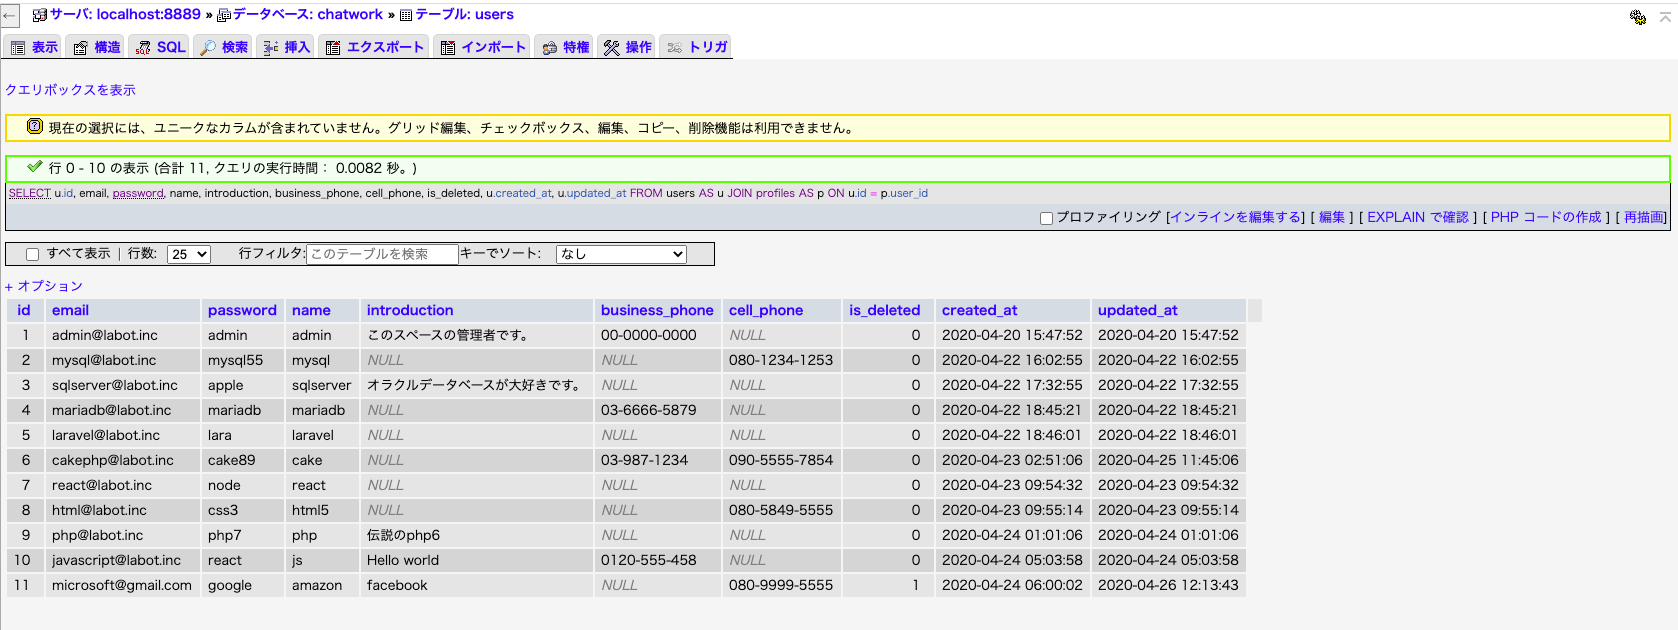 サーバ: localhost:8889 » データベース: chatwork » テーブル: users
表示 構造 SQL 検索 挿入 エクスポート インポート 特権 操作 トリガ
クエリボックスを表示
現在の選択には、ユニークなカラムが含まれていません。グリッド編集、チェックボックス、編集、コピー、削除機能は利用できません。
行 0 - 10 の表示 (合計 11, クエリの実行時間： 0.0082 秒。)
SELECT u.id, email, password, name, introduction, business_phone, cell_phone, is_deleted, u.created_at, u.updated_at FROM users AS u JOIN profiles AS p ON u.id = p.user_id
プロファイリング [インラインを編集する] [ 編集 ] [ EXPLAIN で確認 ] [ PHP コードの作成 ] [ 再描画]
すべて表示 | 行数: 25 行フィルタ: このテーブルを検索 キーでソート: なし
+ オプション
id email password name introduction business_phone cell_phone is_deleted created_at updated_at
1 admin@labot.inc admin admin このスペースの管理者です。 00-0000-0000 NULL 0 2020-04-20 15:47:52 2020-04-20 15:47:52
2 mysql@labot.inc mysql55 mysql NULL NULL 080-1234-1253 0 2020-04-22 16:02:55 2020-04-22 16:02:55
3 sqlserver@labot.inc apple sqlserver オラクルデータベースが大好きです。 NULL NULL 0 2020-04-22 17:32:55 2020-04-22 17:32:55
4 mariadb@labot.inc mariadb mariadb NULL 03-6666-5879 NULL 0 2020-04-22 18:45:21 2020-04-22 18:45:21
5 laravel@labot.inc lara laravel NULL NULL NULL 0 2020-04-22 18:46:01 2020-04-22 18:46:01
6 cakephp@labot.inc cake89 cake NULL 03-987-1234 090-5555-7854 0 2020-04-23 02:51:06 2020-04-25 11:45:06
7 react@labot.inc node react NULL NULL NULL 0 2020-04-23 09:54:32 2020-04-23 09:54:32
8 html@labot.inc css3 html5 NULL NULL 080-5849-5555 0 2020-04-23 09:55:14 2020-04-23 09:55:14
9 php@labot.inc php7 php 伝説のphp6 NULL NULL 0 2020-04-24 01:01:06 2020-04-24 01:01:06
10 javascript@labot.inc react js Hello world 0120-555-458 NULL 0 2020-04-24 05:03:58 2020-04-24 05:03:58
11 microsoft@gmail.com google amazon facebook NULL 080-9999-5555 1 2020-04-24 06:00:02 2020-04-26 12:13:43